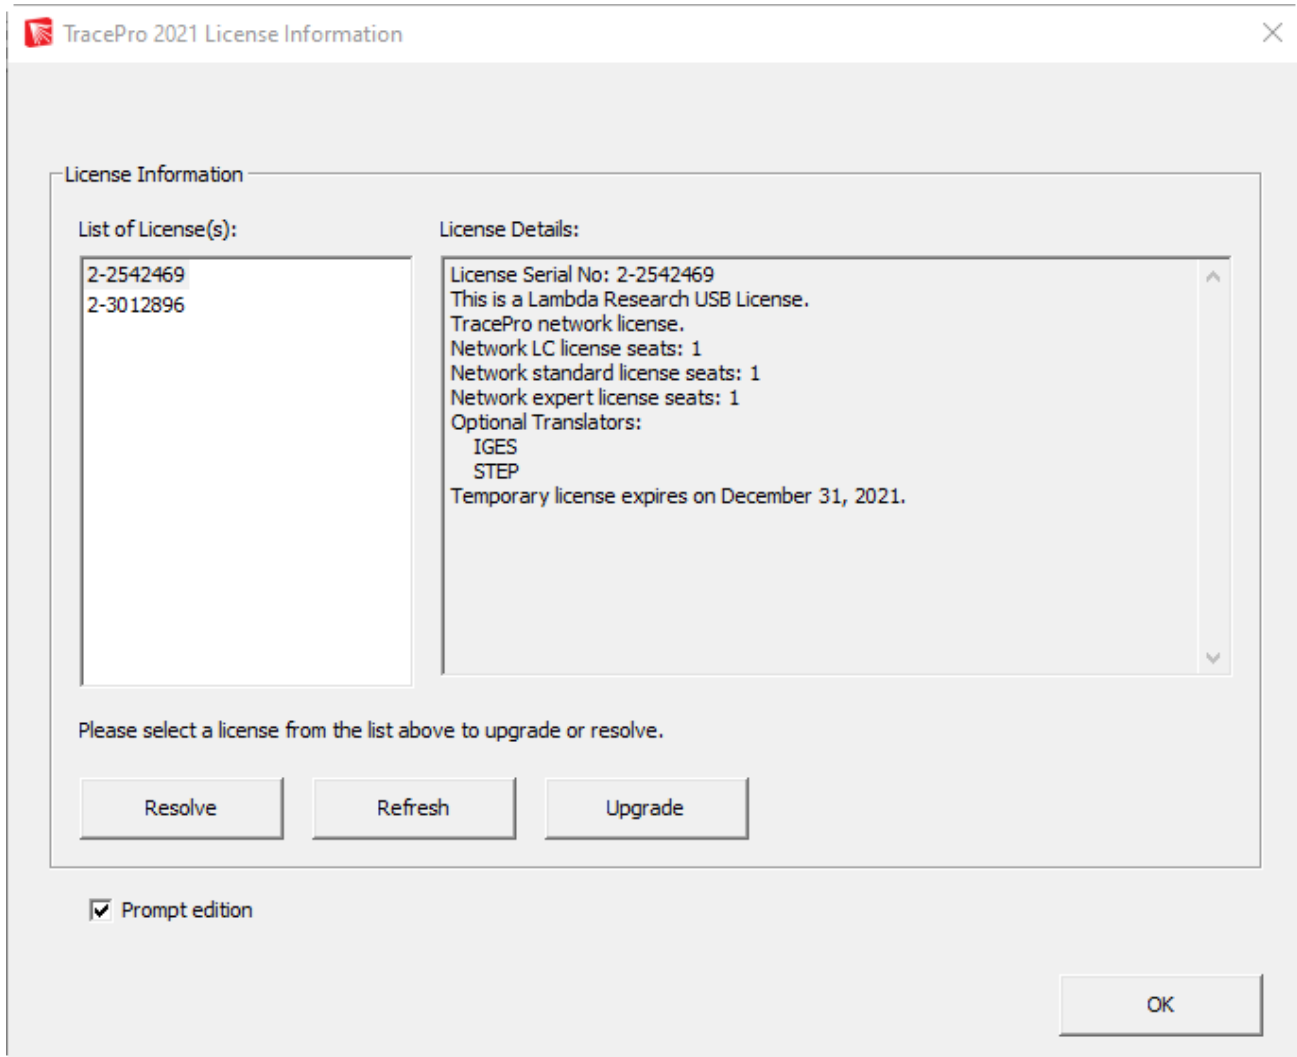 TracePro 2021 License Information
License Information
List of License(s):
2-2542469
2-3012896
License Details:
License Serial No: 2-2542469
This is a Lambda Research USB License.
TracePro network license.
Network LC license seats: 1
Network standard license seats: 1
Network expert license seats: 1
Optional Translators:
IGES
STEP
Temporary license expires on December 31, 2021.
Please select a license from the list above to upgrade or resolve.
Resolve
Refresh
Upgrade
Prompt edition
OK